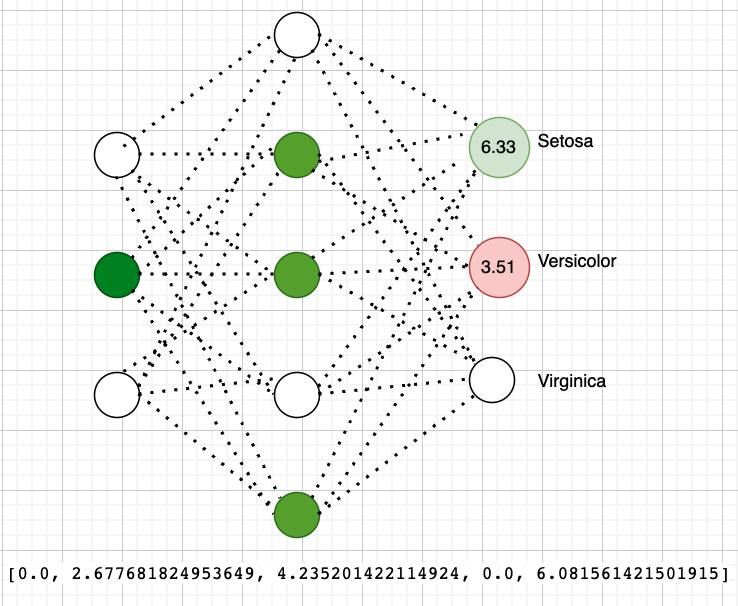 6.33 Setosa
3.51 Versicolor
Virginica
[0.0, 2.677681824953649, 4.235201422114924, 0.0, 6.081561421501915]